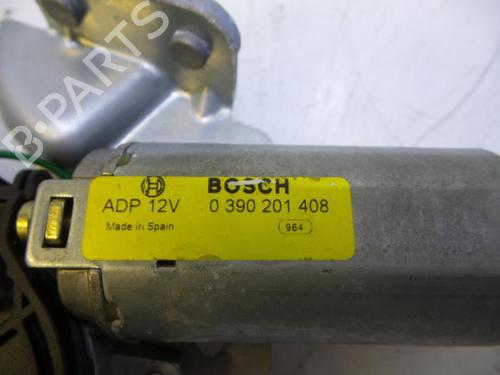 B-PARTS
BOSCH
ADP 12V 0 390 201 408
Made in Spain 964